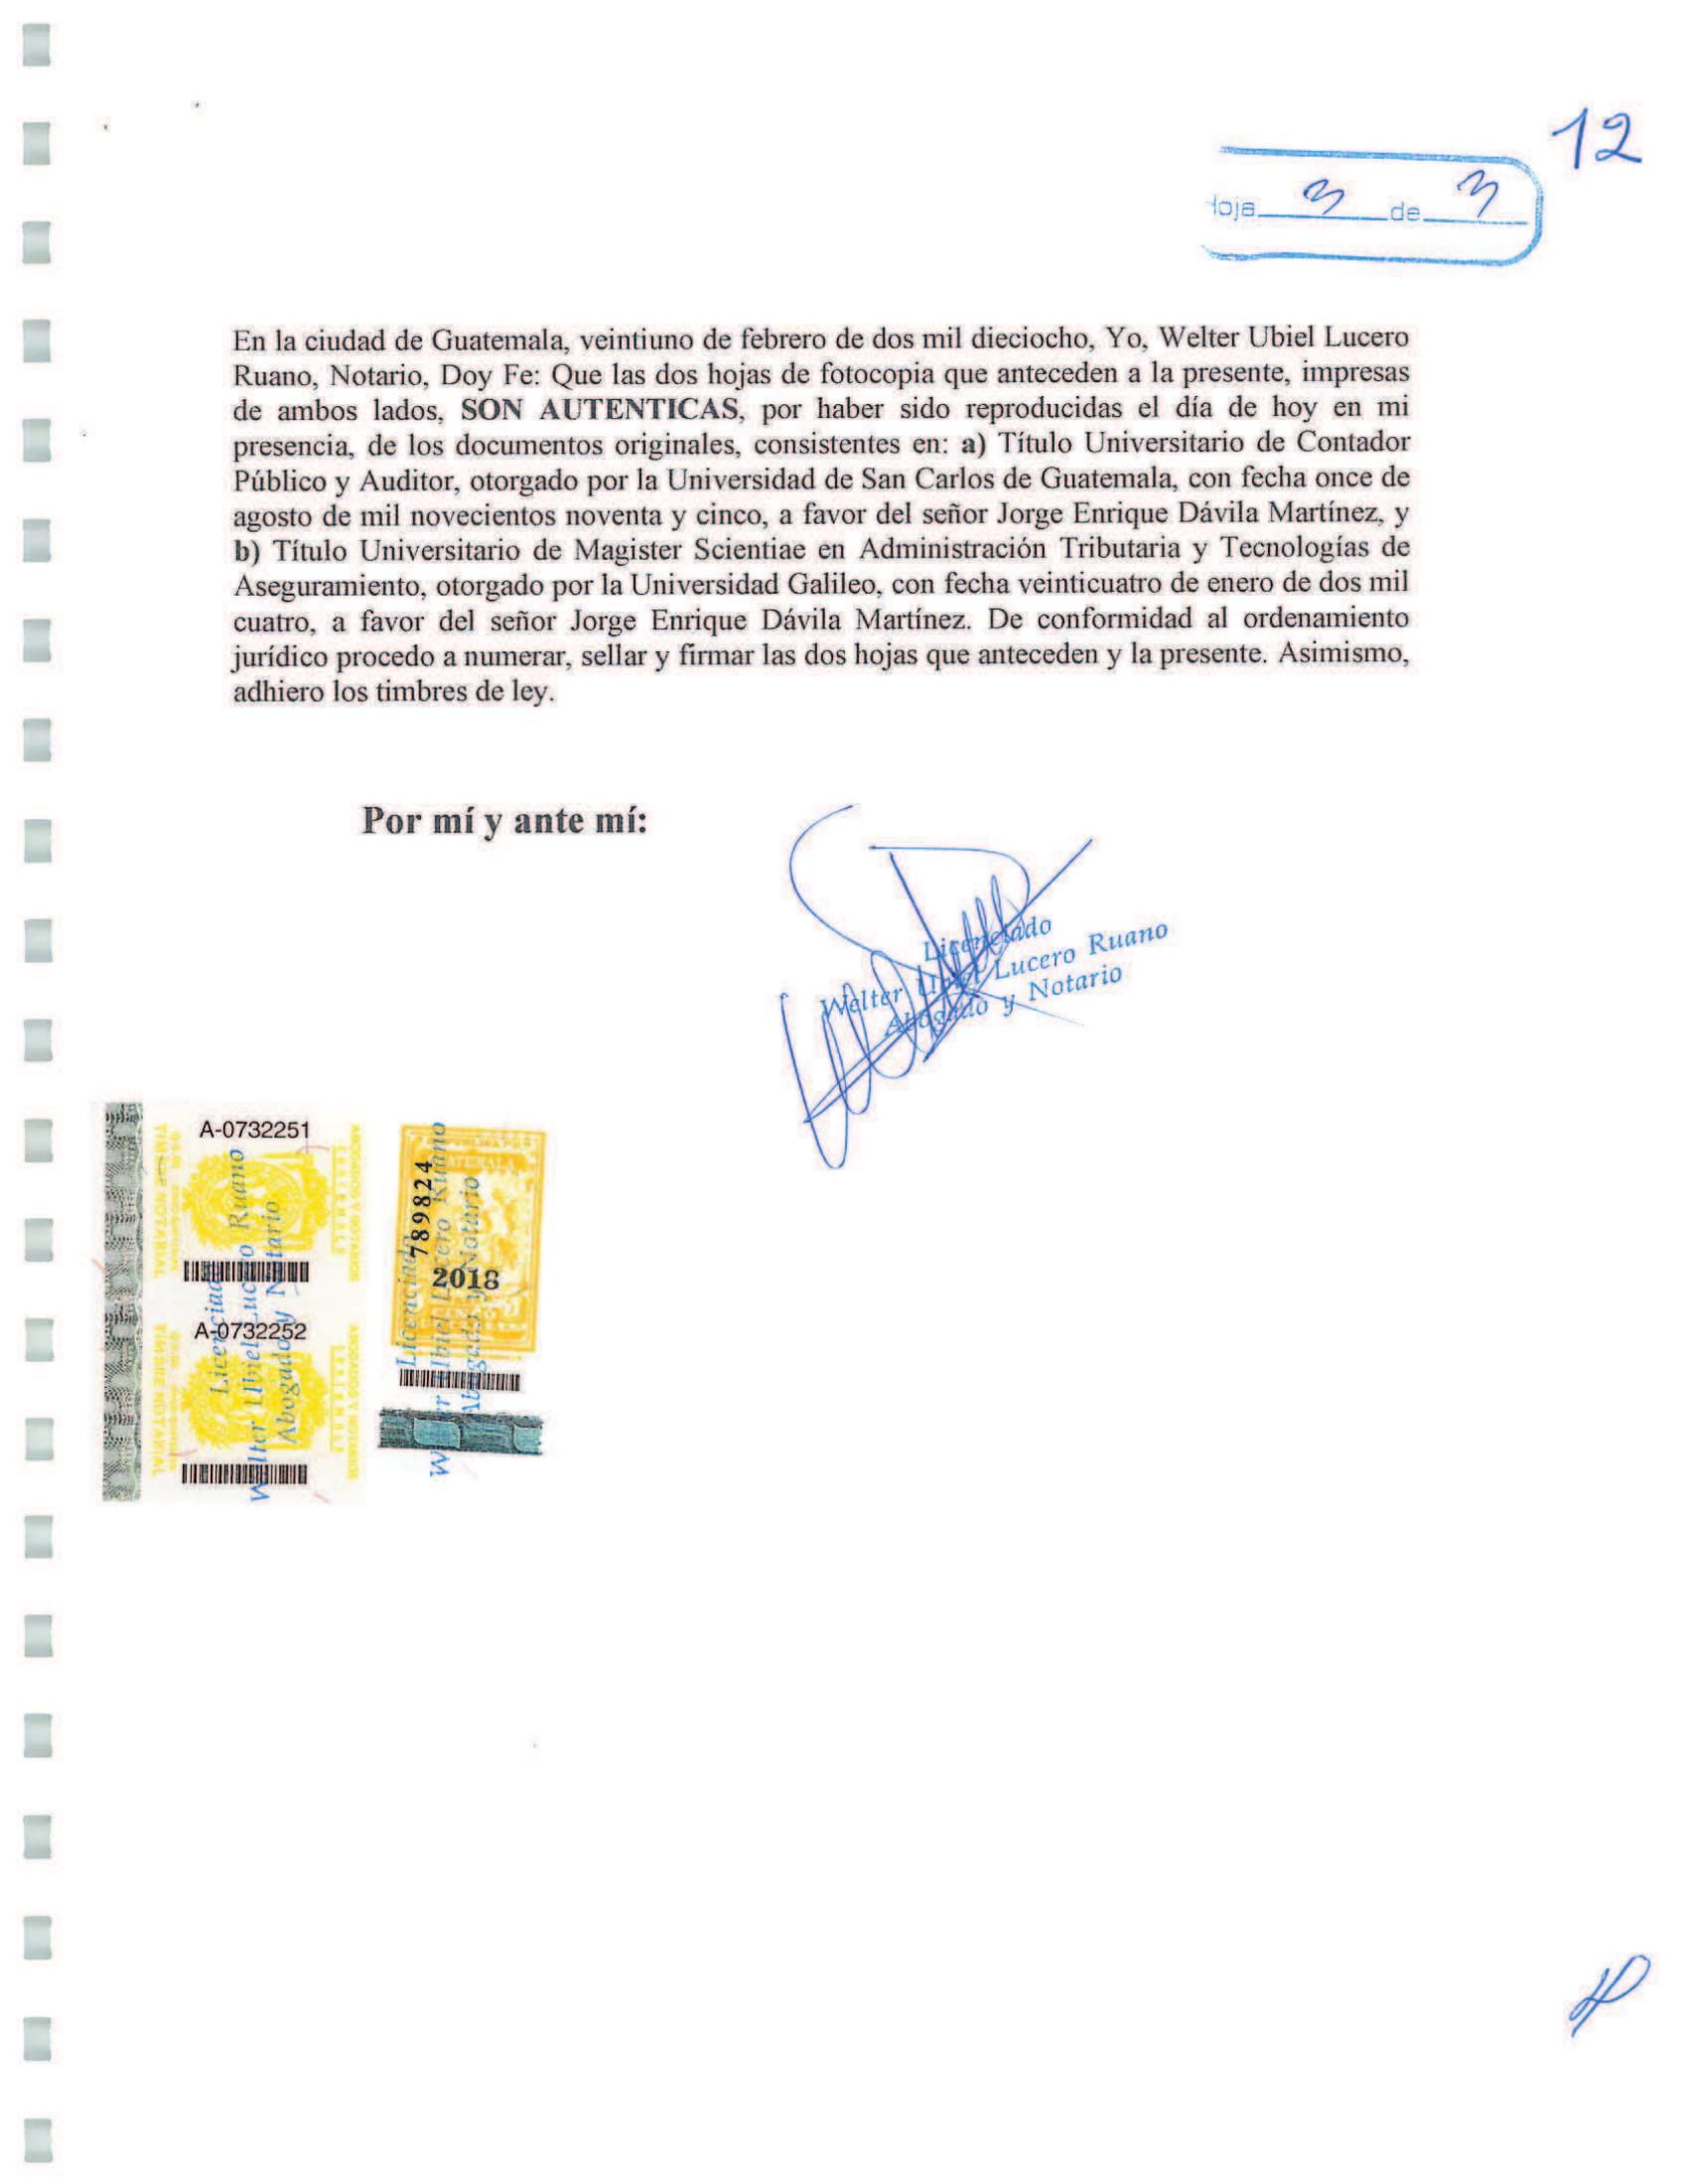 12
Hoja 3 de 3
En la ciudad de Guatemala, veintiuno de febrero de dos mil dieciocho, Yo, Welter Ubiel Lucero
Ruano, Notario, Doy Fe: Que las dos hojas de fotocopia que anteceden a la presente, impresas
de ambos lados, SON AUTENTICAS, por haber sido reproducidas el día de hoy en mi
presencia, de los documentos originales, consistentes en: a) Título Universitario de Contador
Público y Auditor, otorgado por la Universidad de San Carlos de Guatemala, con fecha once de
agosto de mil novecientos noventa y cinco, a favor del señor Jorge Enrique Dávila Martínez, y
b) Título Universitario de Magister Scientiae en Administración Tributaria y Tecnologías de
Aseguramiento, otorgado por la Universidad Galileo, con fecha veinticuatro de enero de dos mil
cuatro, a favor del señor Jorge Enrique Dávila Martínez. De conformidad al ordenamiento
jurídico procedo a numerar, sellar y firmar las dos hojas que anteceden y la presente. Asimismo,
adhiero los timbres de ley.
Por mí y ante mí:
Licenciado
Welter Ubiel Lucero Ruano
Abogado y Notario
A-0732251
TIMBRE NOTARIAL
ABOGADOS Y NOTARIOS
A-0732252
TIMBRE NOTARIAL
ABOGADOS Y NOTARIOS
Licenciado
Welter Ubiel Lucero Ruano
Abogado y Notario
789824
2018
Licenciado
Welter Ubiel Lucero Ruano
Abogado y Notario